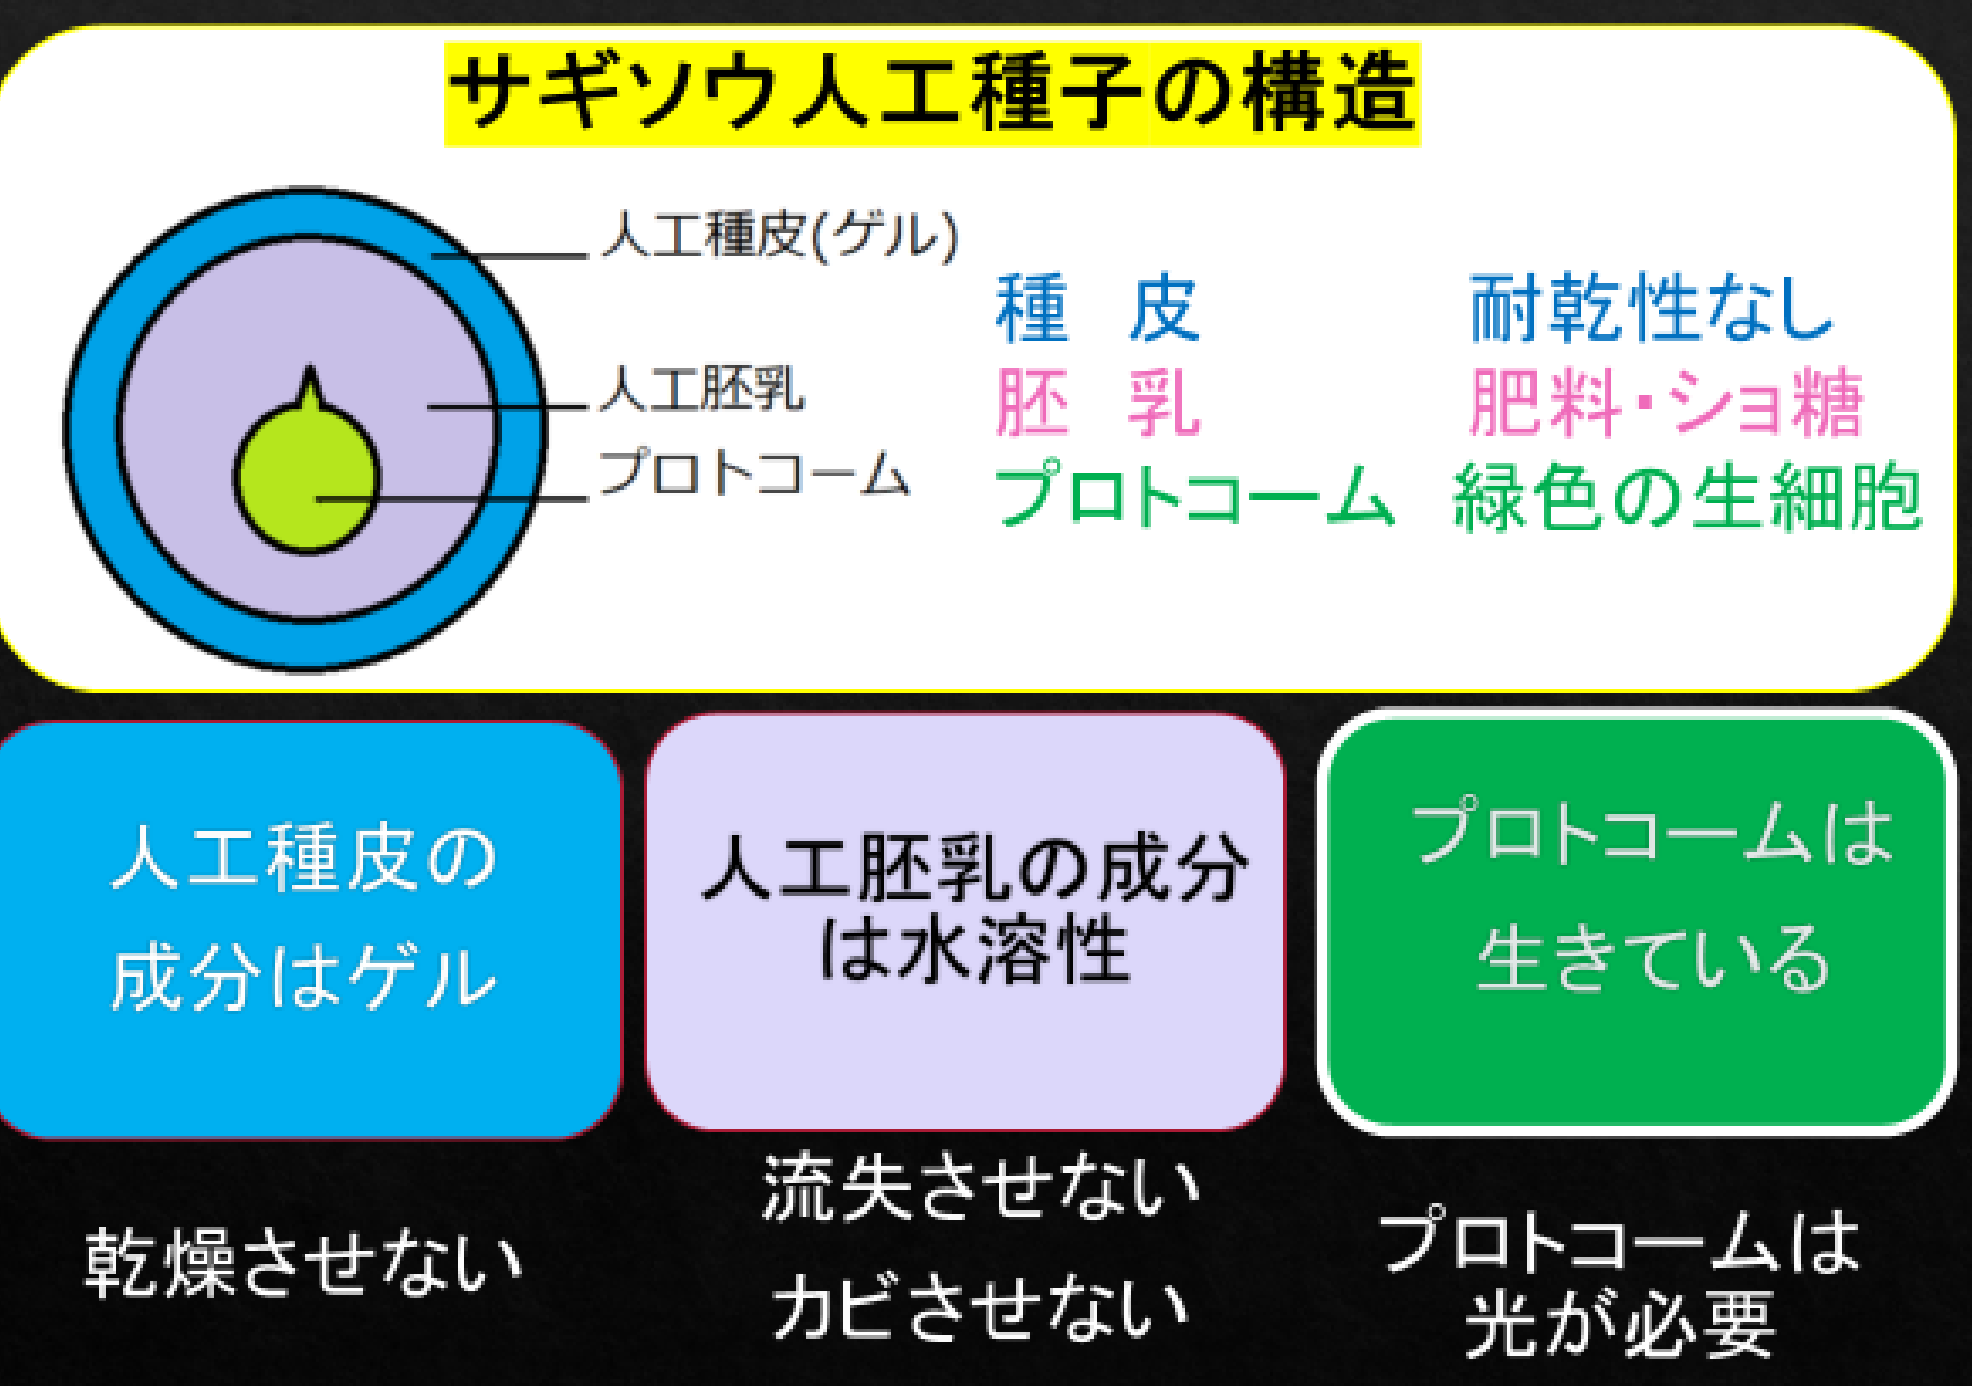 サギソウ人工種子の構造
人工種皮(ゲル)
人工胚乳
プロトコーム
種　皮　耐乾性なし
胚　乳　肥料・ショ糖
プロトコーム　緑色の生細胞
人工種皮の
成分はゲル
人工胚乳の成分
は水溶性
プロトコームは
生きている
乾燥させない
流失させない
カビさせない
プロトコームは
光が必要